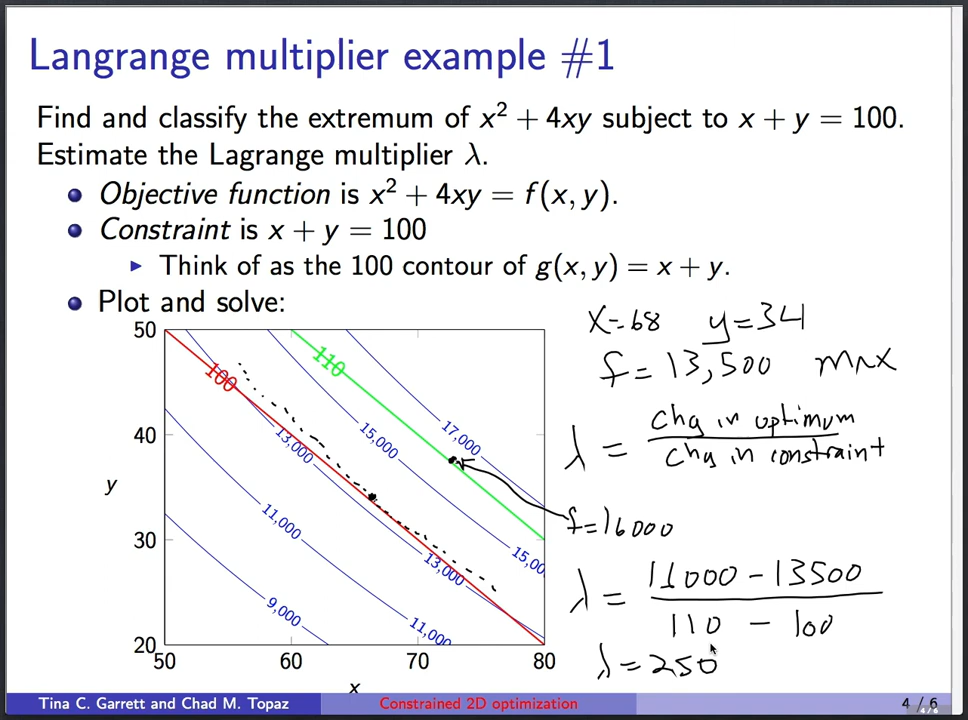 Langrange multiplier example #1
Find and classify the extremum of x² + 4xy subject to x + y = 100.
Estimate the Lagrange multiplier λ.
Objective function is x² + 4xy = f(x, y).
Constraint is x + y = 100
Think of as the 100 contour of g(x, y) = x + y.
Plot and solve:
x=68 y=34
f = 13,500 max
λ = chg in optimum
chg in constraint
f=16000
λ = 11000 - 13500
110 - 100
λ = 250
50
40
30
20
50
60
70
80
y
x
100
110
13,000
15,000
17,000
11,000
13,000
15,00
9,000
11,000
Tina C. Garrett and Chad M. Topaz
Constrained 2D optimization
4 / 6
4 / 6